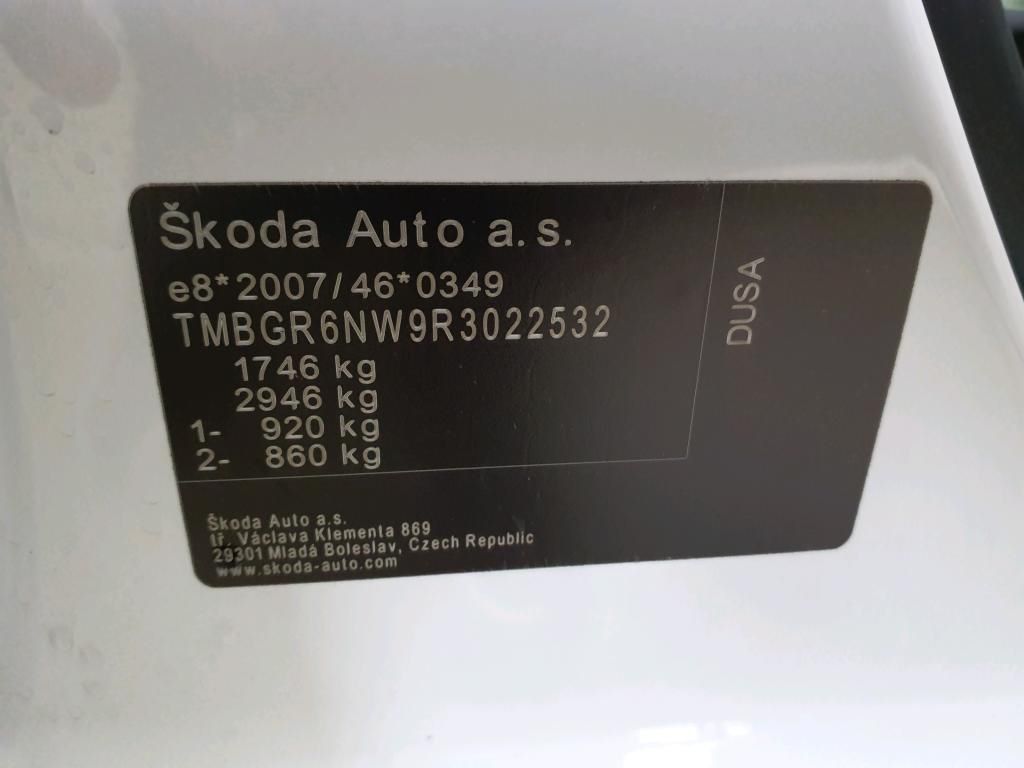 Škoda Auto a.s.
e8*2007/46*0349
TMBGR6NW9R3022532
1746 kg
2946 kg
1- 920 kg
2- 860 kg
DUSA
Škoda Auto a.s.
tř. Václava Klementa 869
29301 Mladá Boleslav, Czech Republic
www.skoda-auto.com